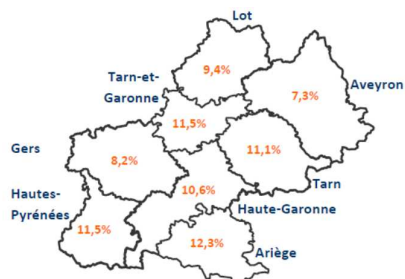 Lot
9,4%
Tarn-et-
Garonne
Aveyron
7,3%
11,5%
11,1%
Gers
8,2%
Hautes-
Pyrénées
10,6%
Tarn
Haute-Garonne
11,5%
12,3%
Ariège